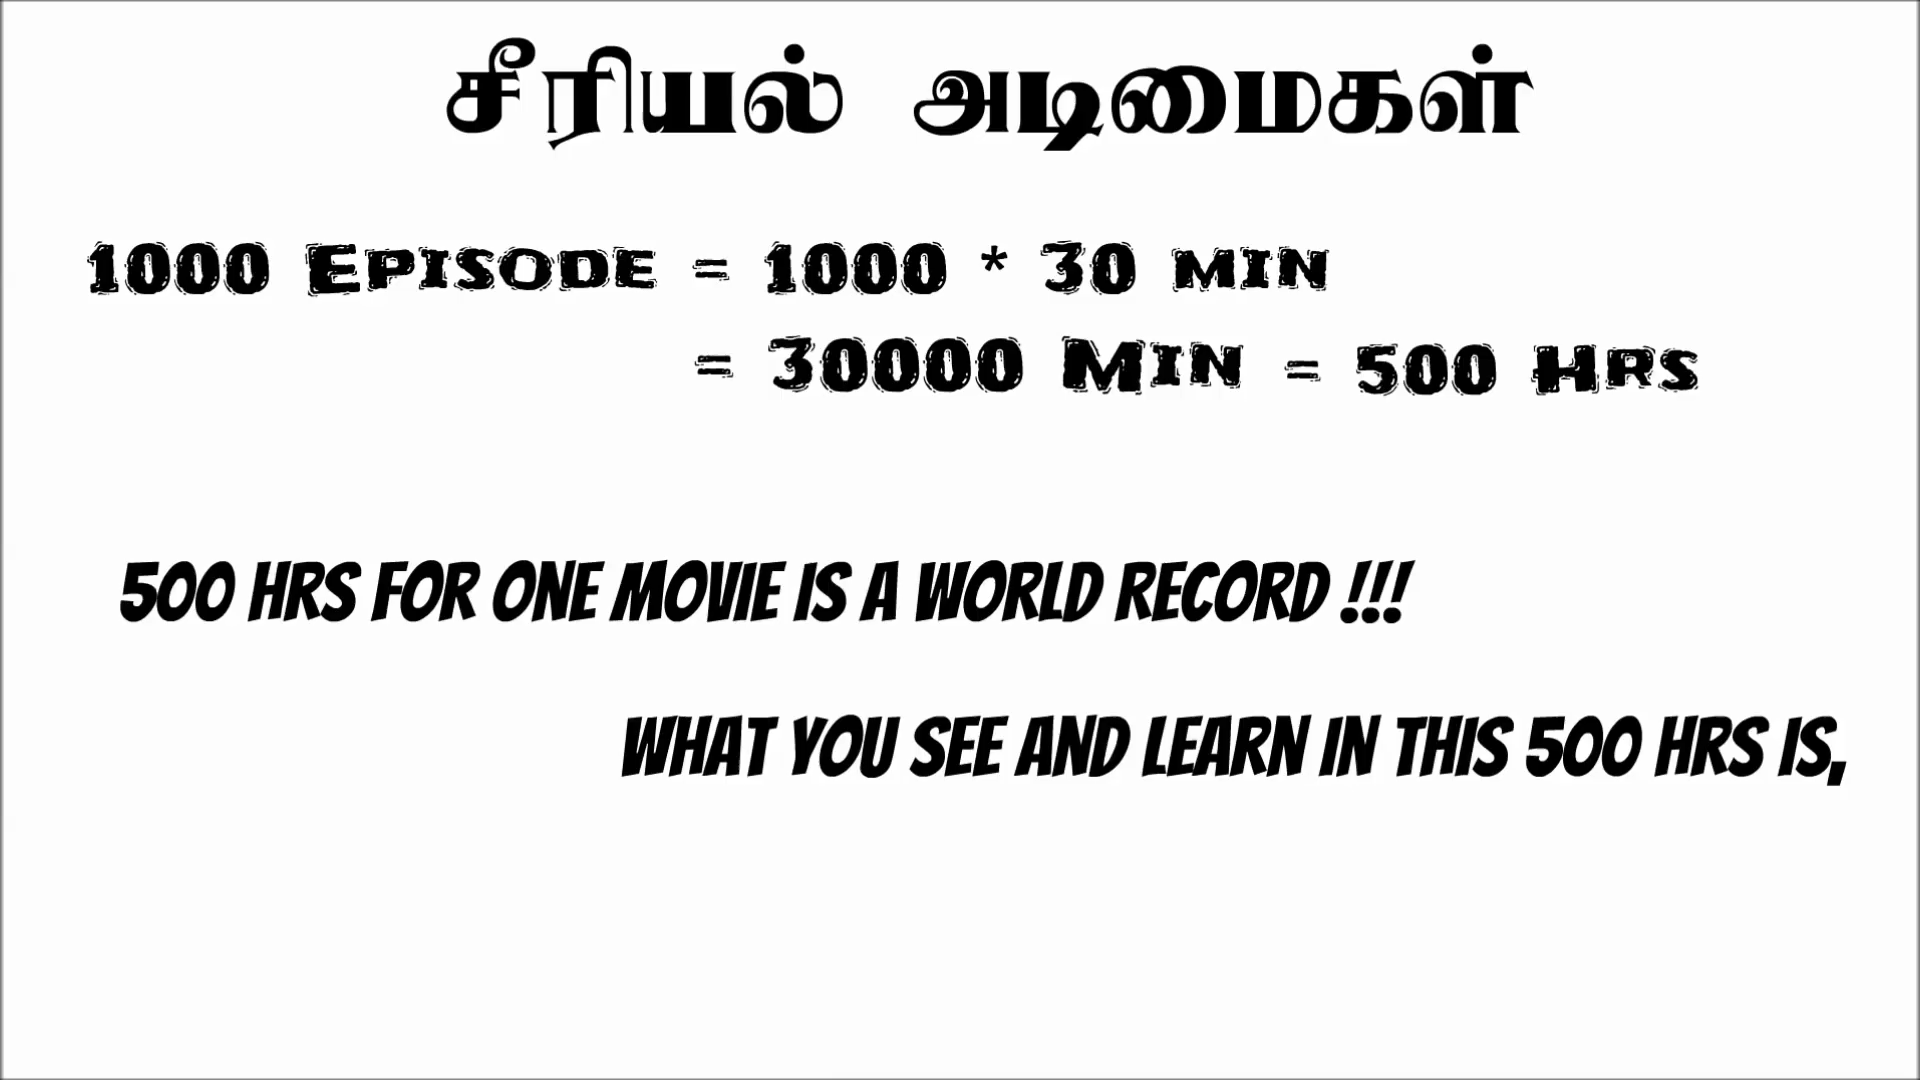 சீரியல் அடிமைகள்
1000 Episode = 1000 * 30 min
= 30000 Min = 500 Hrs
500 HRS FOR ONE MOVIE IS A WORLD RECORD !!!
WHAT YOU SEE AND LEARN IN THIS 500 HRS IS,